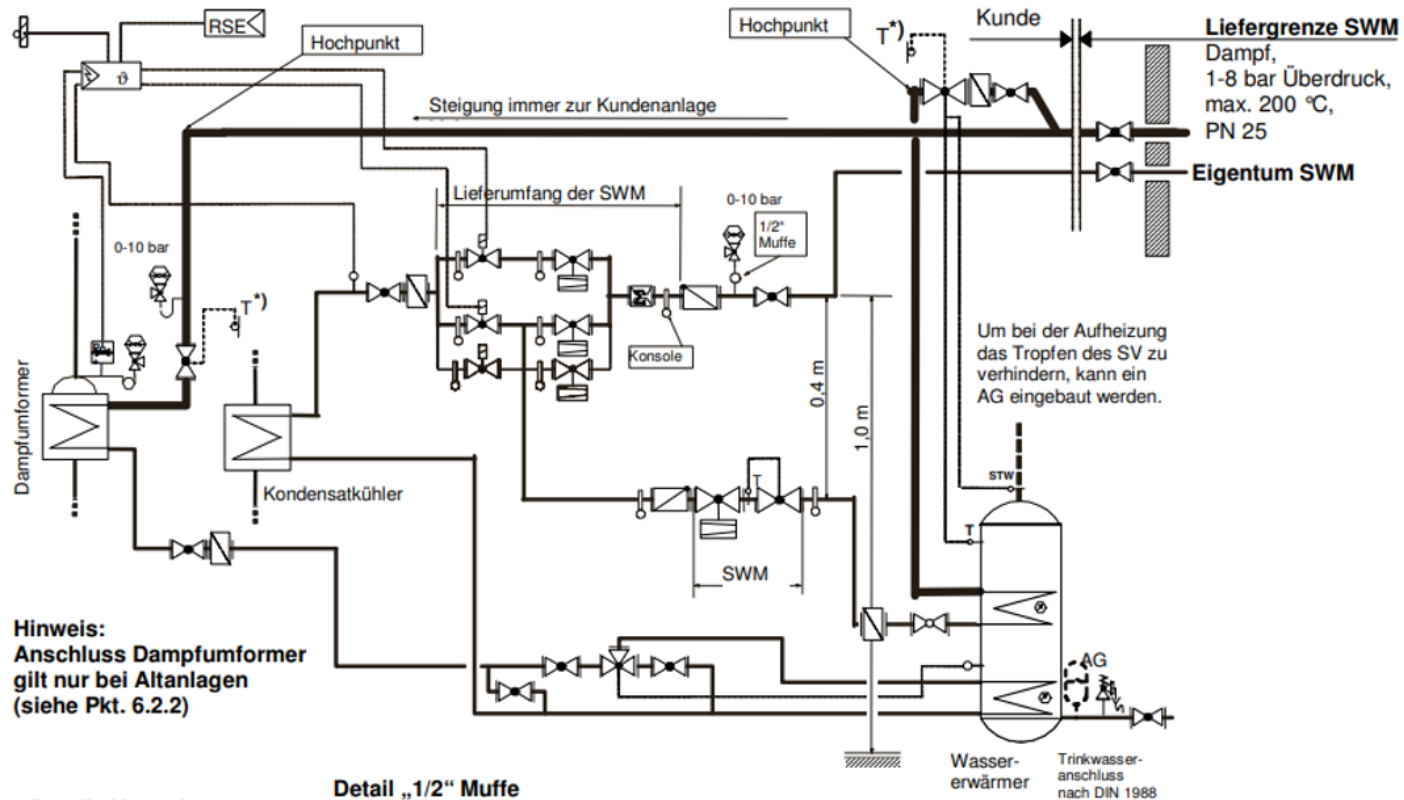 RSE
Hochpunkt
ϑ
Steigung immer zur Kundenanlage
Hochpunkt
T*)
Kunde
Liefergrenze SWM
Dampf,
1-8 bar Überdruck,
max. 200 °C,
PN 25
Eigentum SWM
Lieferumfang der SWM
0-10 bar
1/2“
Muffe
0-10 bar
T*)
Konsole
0,4 m
1,0 m
Um bei der Aufheizung
das Tropfen des SV zu
verhindern, kann ein
AG eingebaut werden.
Dampfumformer
Kondensatkühler
T
SWM
STW
T
AG
Hinweis:
Anschluss Dampfumformer
gilt nur bei Altanlagen
(siehe Pkt. 6.2.2)
Wasser-
erwärmer
Trinkwasser-
anschluss
nach DIN 1988
Detail „1/2“ Muffe